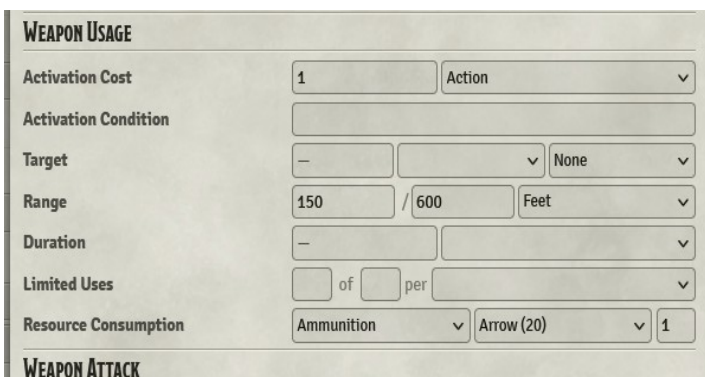 WEAPON USAGE
Activation Cost 1 Action
Activation Condition
Target — None
Range 150 / 600 Feet
Duration —
Limited Uses of per
Resource Consumption Ammunition Arrow (20) 1
WEAPON ATTACK